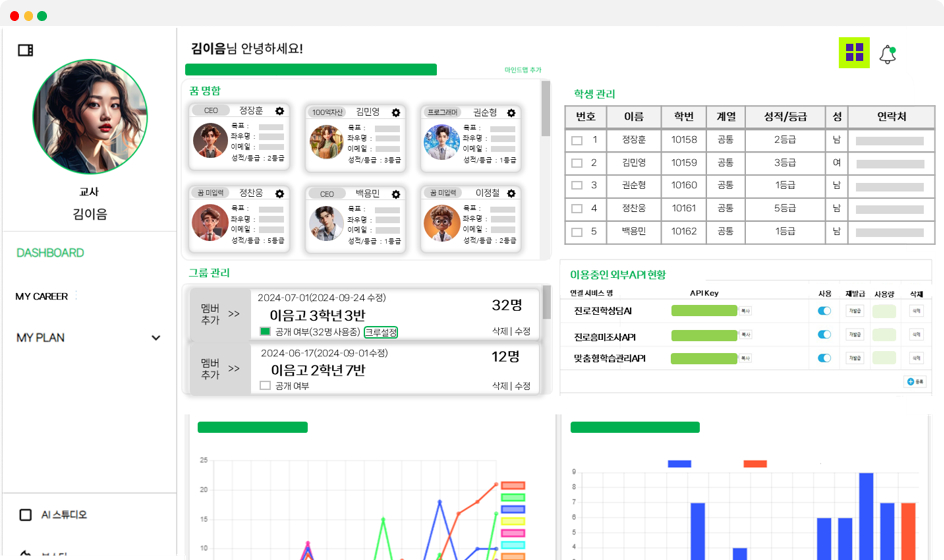 김이음님 안녕하세요!
마인드맵 추가
교사
김이음
DASHBOARD
MY CAREER
MY PLAN
AI 스튜디오
꿈 명함
CEO 정장훈
목표 :
좌우명 :
이메일 :
성적/등급 : 2등급
100억자산 김민영
목표 :
좌우명 :
이메일 :
성적/등급 : 3등급
프로그래머 권순형
목표 :
좌우명 :
이메일 :
성적/등급 : 1등급
꿈 미입력 정찬웅
목표 :
좌우명 :
이메일 :
성적/등급 : 5등급
CEO 백용민
목표 :
좌우명 :
이메일 :
성적/등급 : 1등급
꿈 미입력 이정철
목표 :
좌우명 :
이메일 :
성적/등급 : 2등급
학생 관리
번호 이름 학번 계열 성적/등급 성 연락처
1 정장훈 10158 공통 2등급 남
2 김민영 10159 공통 3등급 여
3 권순형 10160 공통 1등급 남
4 정찬웅 10161 공통 5등급 남
5 백용민 10162 공통 1등급 남
그룹 관리
멤버
추가
>>
2024-07-01(2024-09-24 수정)
이음고 3학년 3반
32명
공개 여부(32명 사용중) 크루설정
삭제 | 수정
멤버
추가
>>
2024-06-17(2024-09-01수정)
이음고 2학년 7반
12명
공개 여부
삭제 | 수정
이용중인 외부API 현황
연결 서비스 명 API Key 사용 재발급 사용량 삭제
진로진학상담AI 복사 재발급 삭제
진로흥미조사API 복사 재발급 삭제
맞춤형학습관리API 복사 재발급 삭제
등록
25
20
15
10
9
8
7
6
5
4